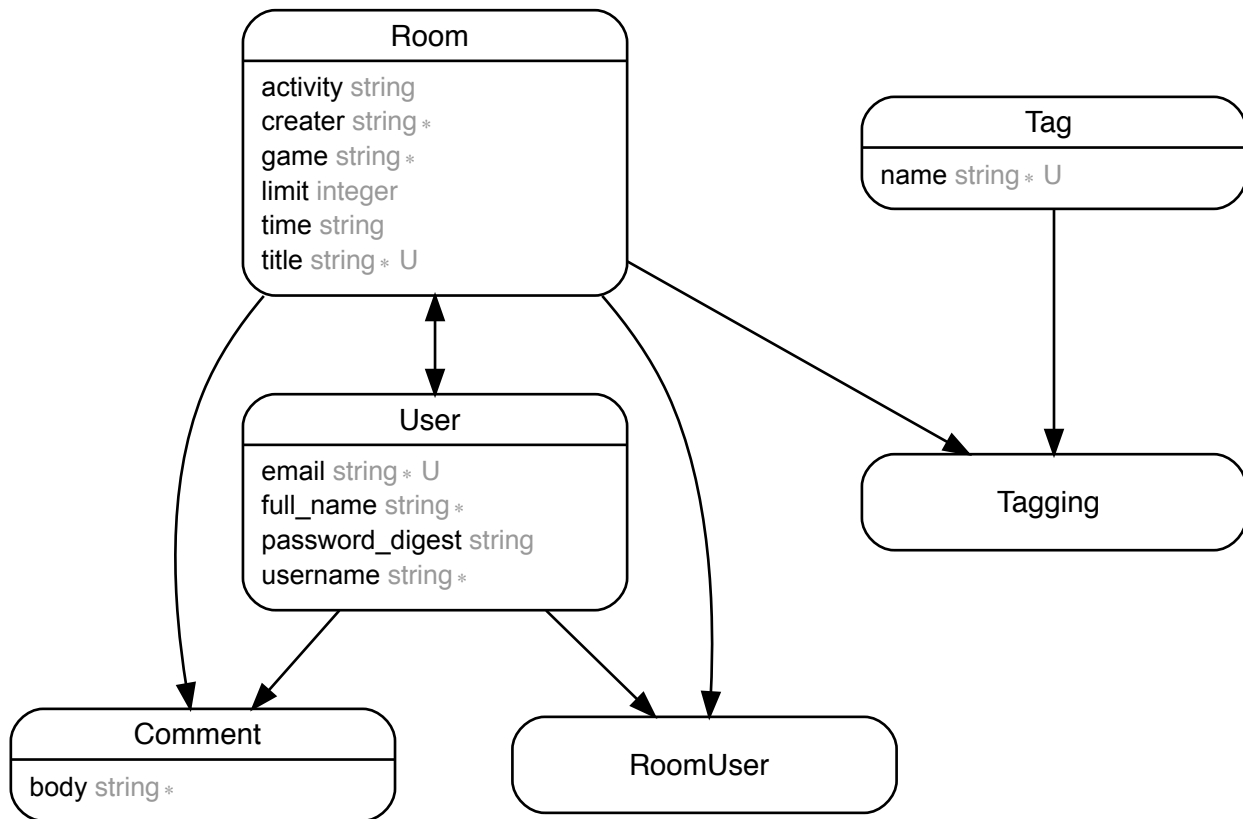 Room
activity string
creater string *
game string *
limit integer
time string
title string * U
Tag
name string * U
User
email string * U
full_name string *
password_digest string
username string *
Tagging
Comment
body string *
RoomUser